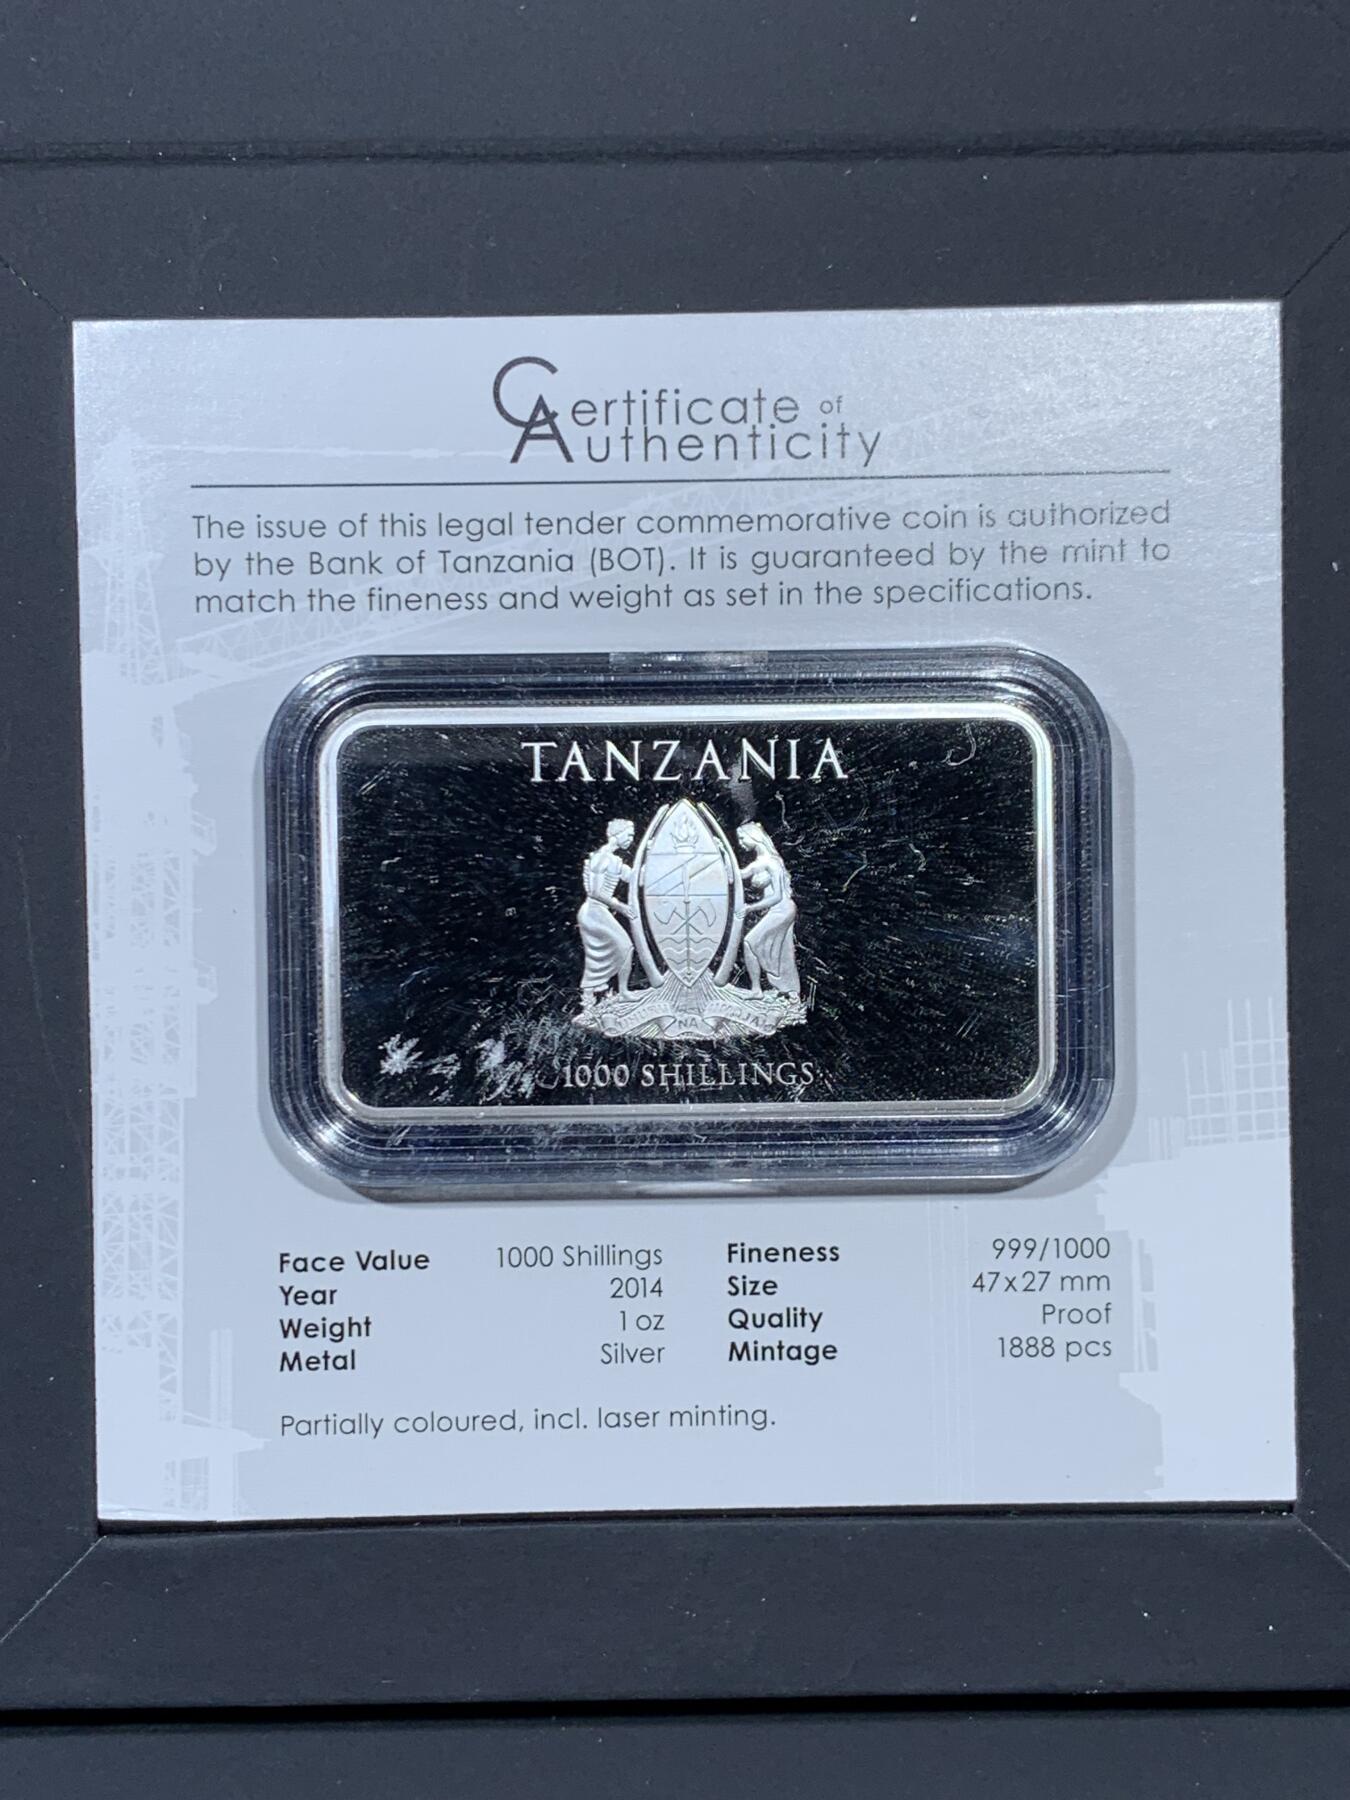 Certificate of
Authenticity
The issue of this legal tender commemorative coin is authorized
by the Bank of Tanzania (BOT). It is guaranteed by the mint to
match the fineness and weight as set in the specifications.
TANZANIA
NA
1000 SHILLINGS
Face Value 1000 Shillings Fineness 999/1000
Year 2014 Size 47x27 mm
Weight 1 oz Quality Proof
Metal Silver Mintage 1888 pcs
Partially coloured, incl. laser minting.